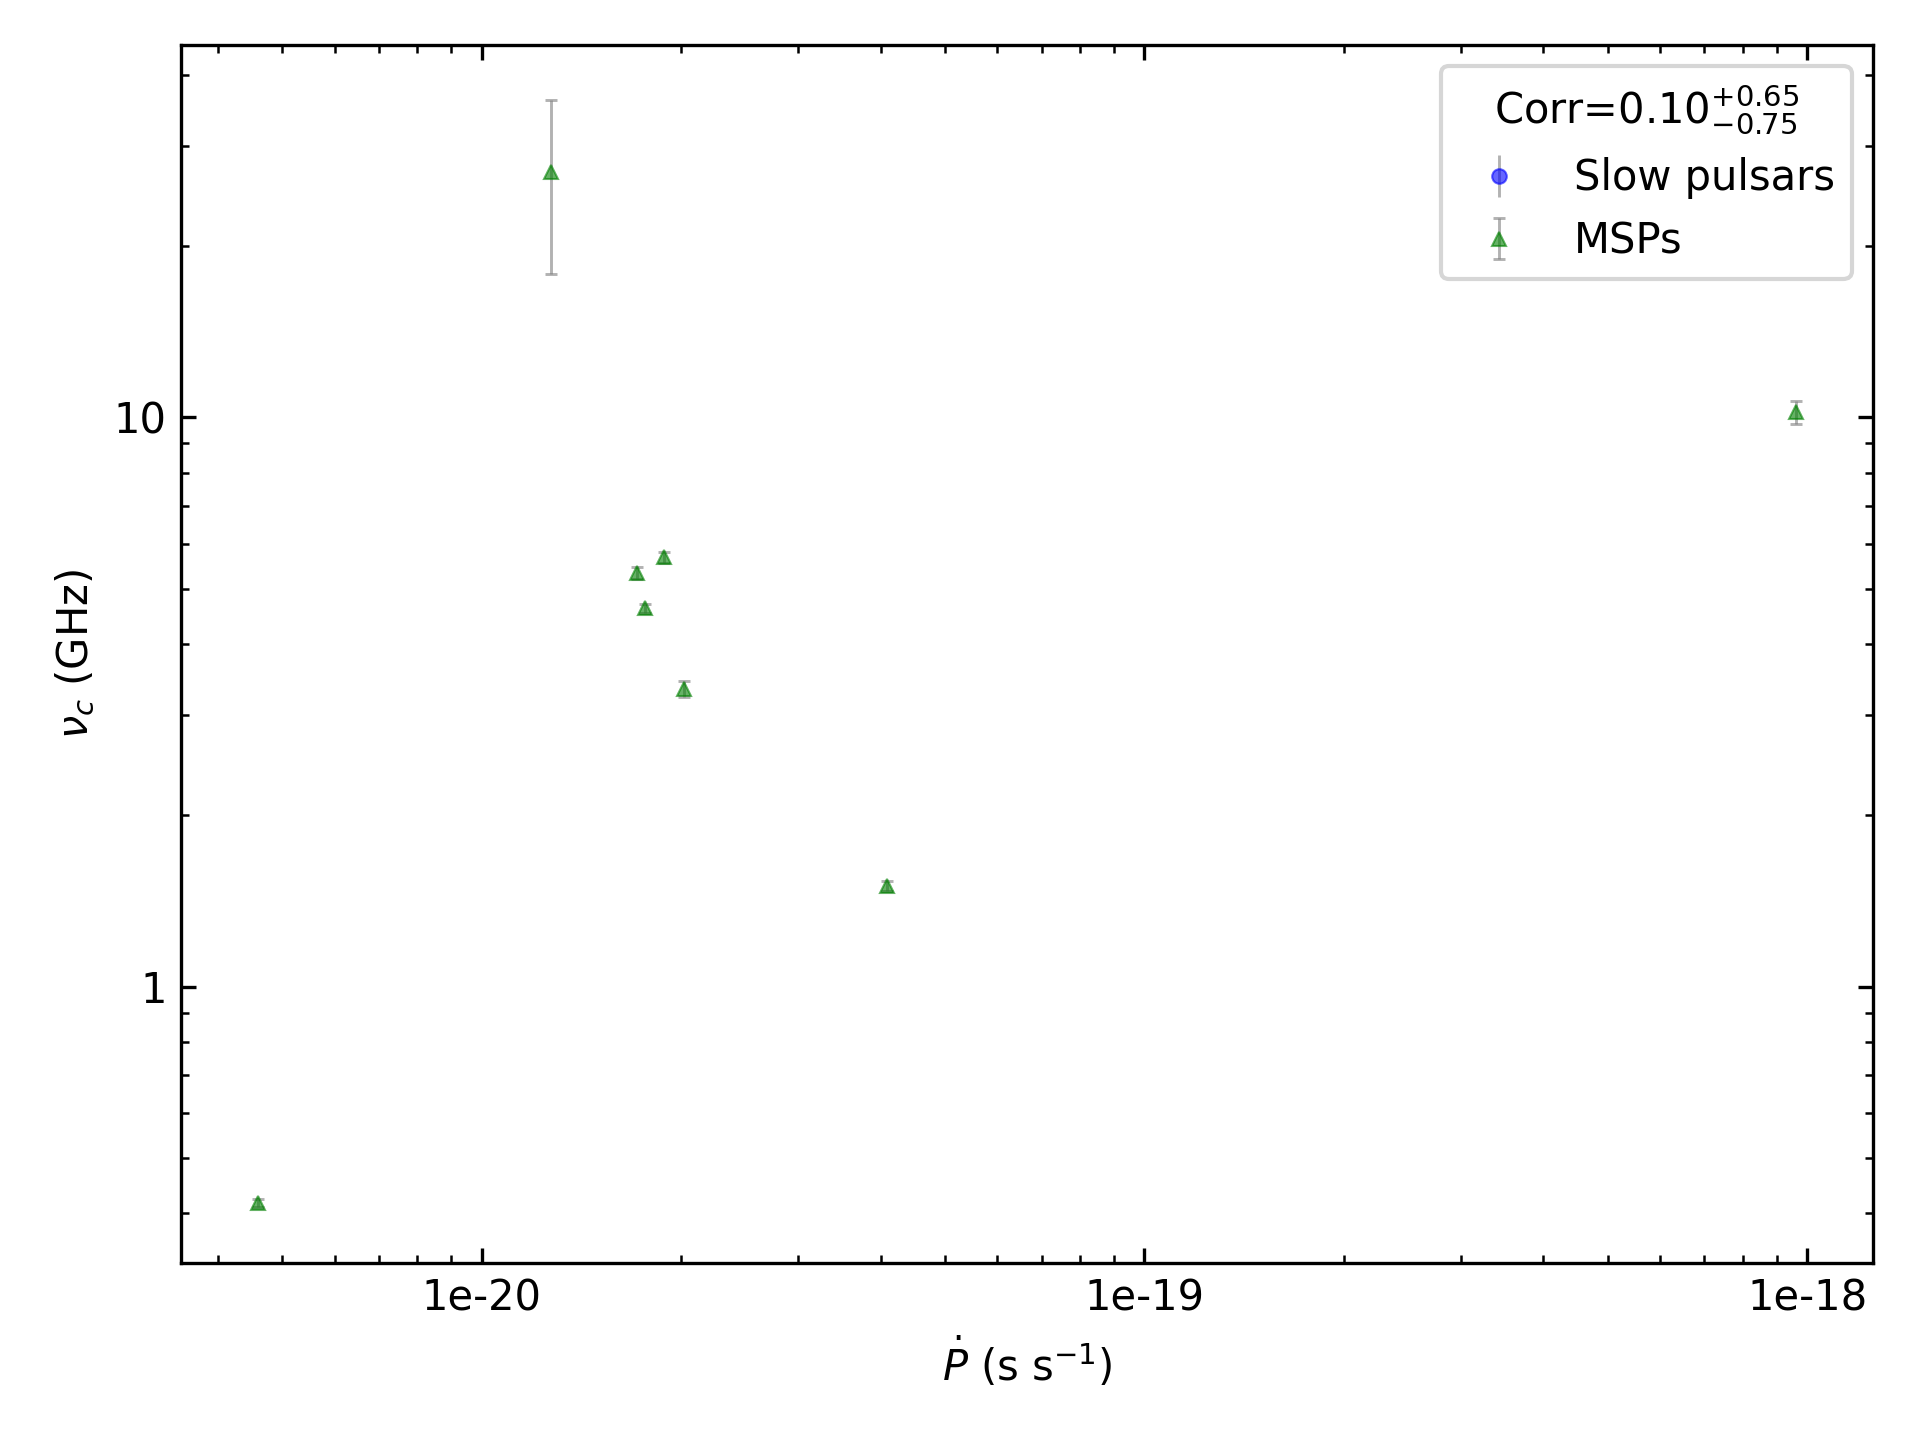 Corr=0.10^{+0.65}_{−0.75}
Slow pulsars
MSPs
10
1
ν_c (GHz)
1e-20 1e-19 1e-18
Ṗ (s s⁻¹)